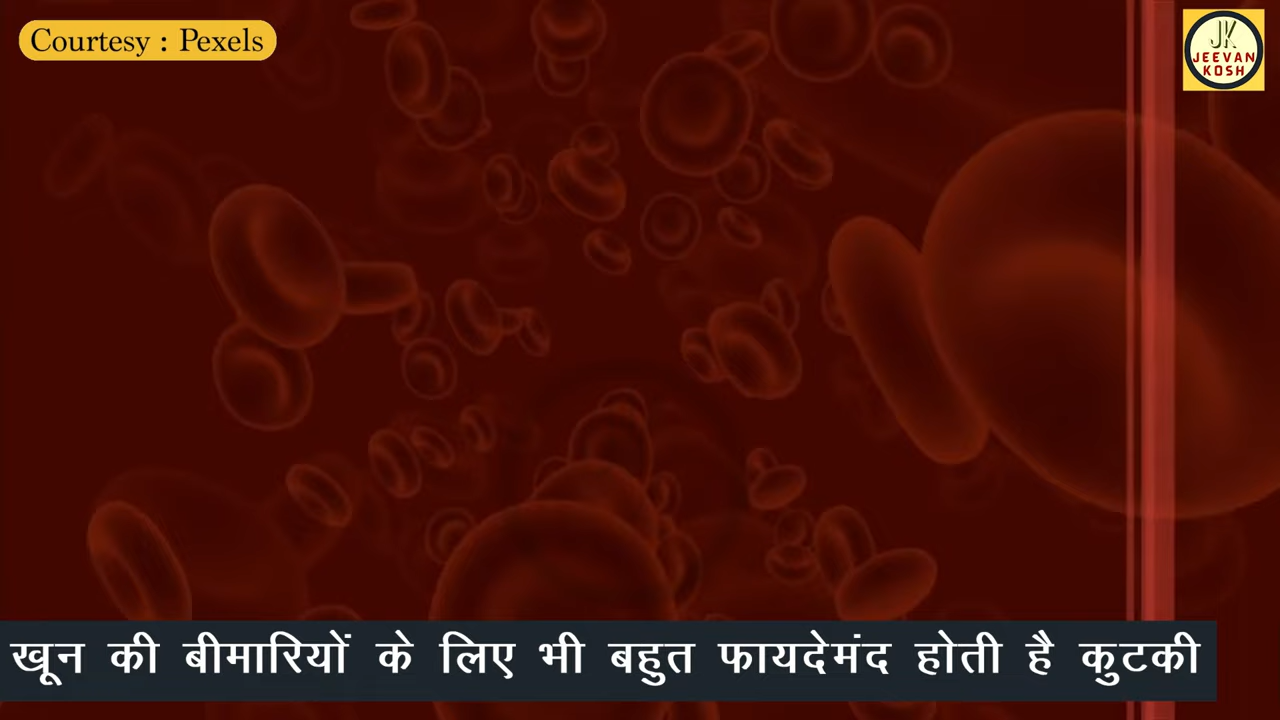 Courtesy : Pexels
JK
JEEVAN
KOSH
खून की बीमारियों के लिए भी बहुत फायदेमंद होती है कुटकी